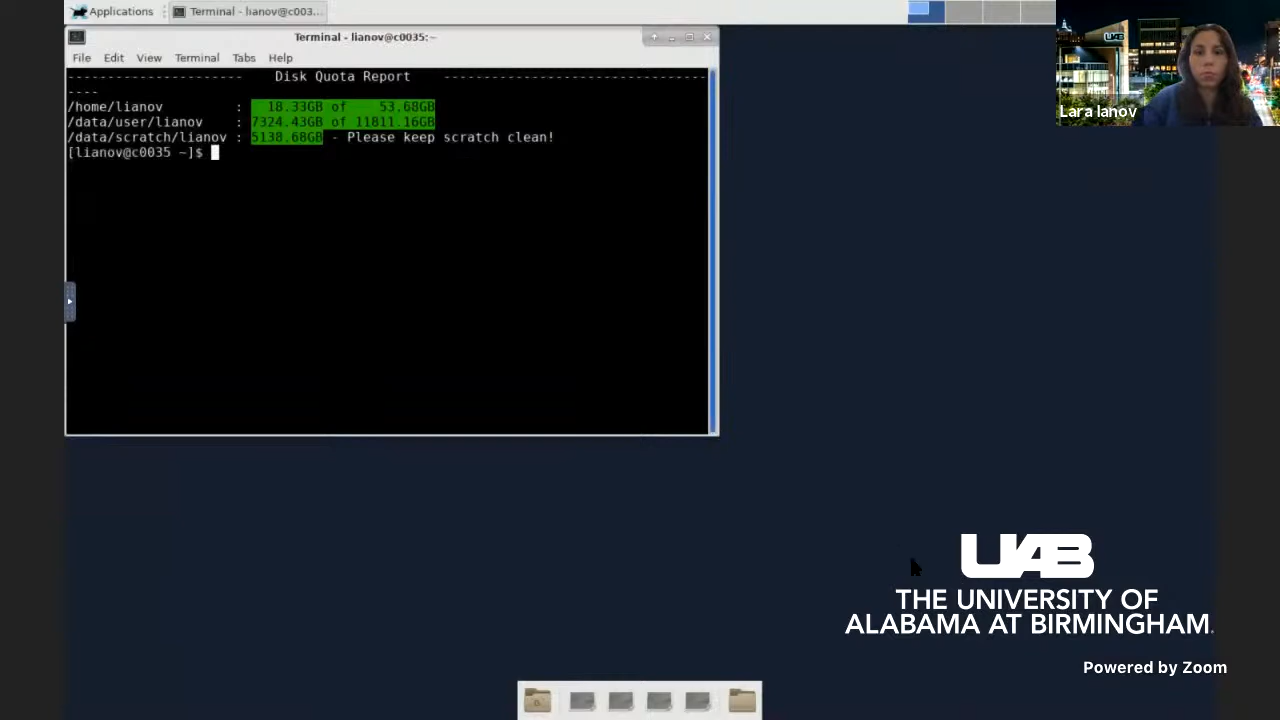 Applications
Terminal - lianov@c003...
Terminal - lianov@c0035:~
File Edit View Terminal Tabs Help
------------------------ Disk Quota Report ------------------------------------
----
/home/lianov : 18.33GB of 53.68GB
/data/user/lianov : 7324.43GB of 11811.16GB
/data/scratch/lianov : 5138.68GB - Please keep scratch clean!
[lianov@c0035 ~]$
UAB
Lara Ianov
UAB
THE UNIVERSITY OF
ALABAMA AT BIRMINGHAM.
Powered by Zoom